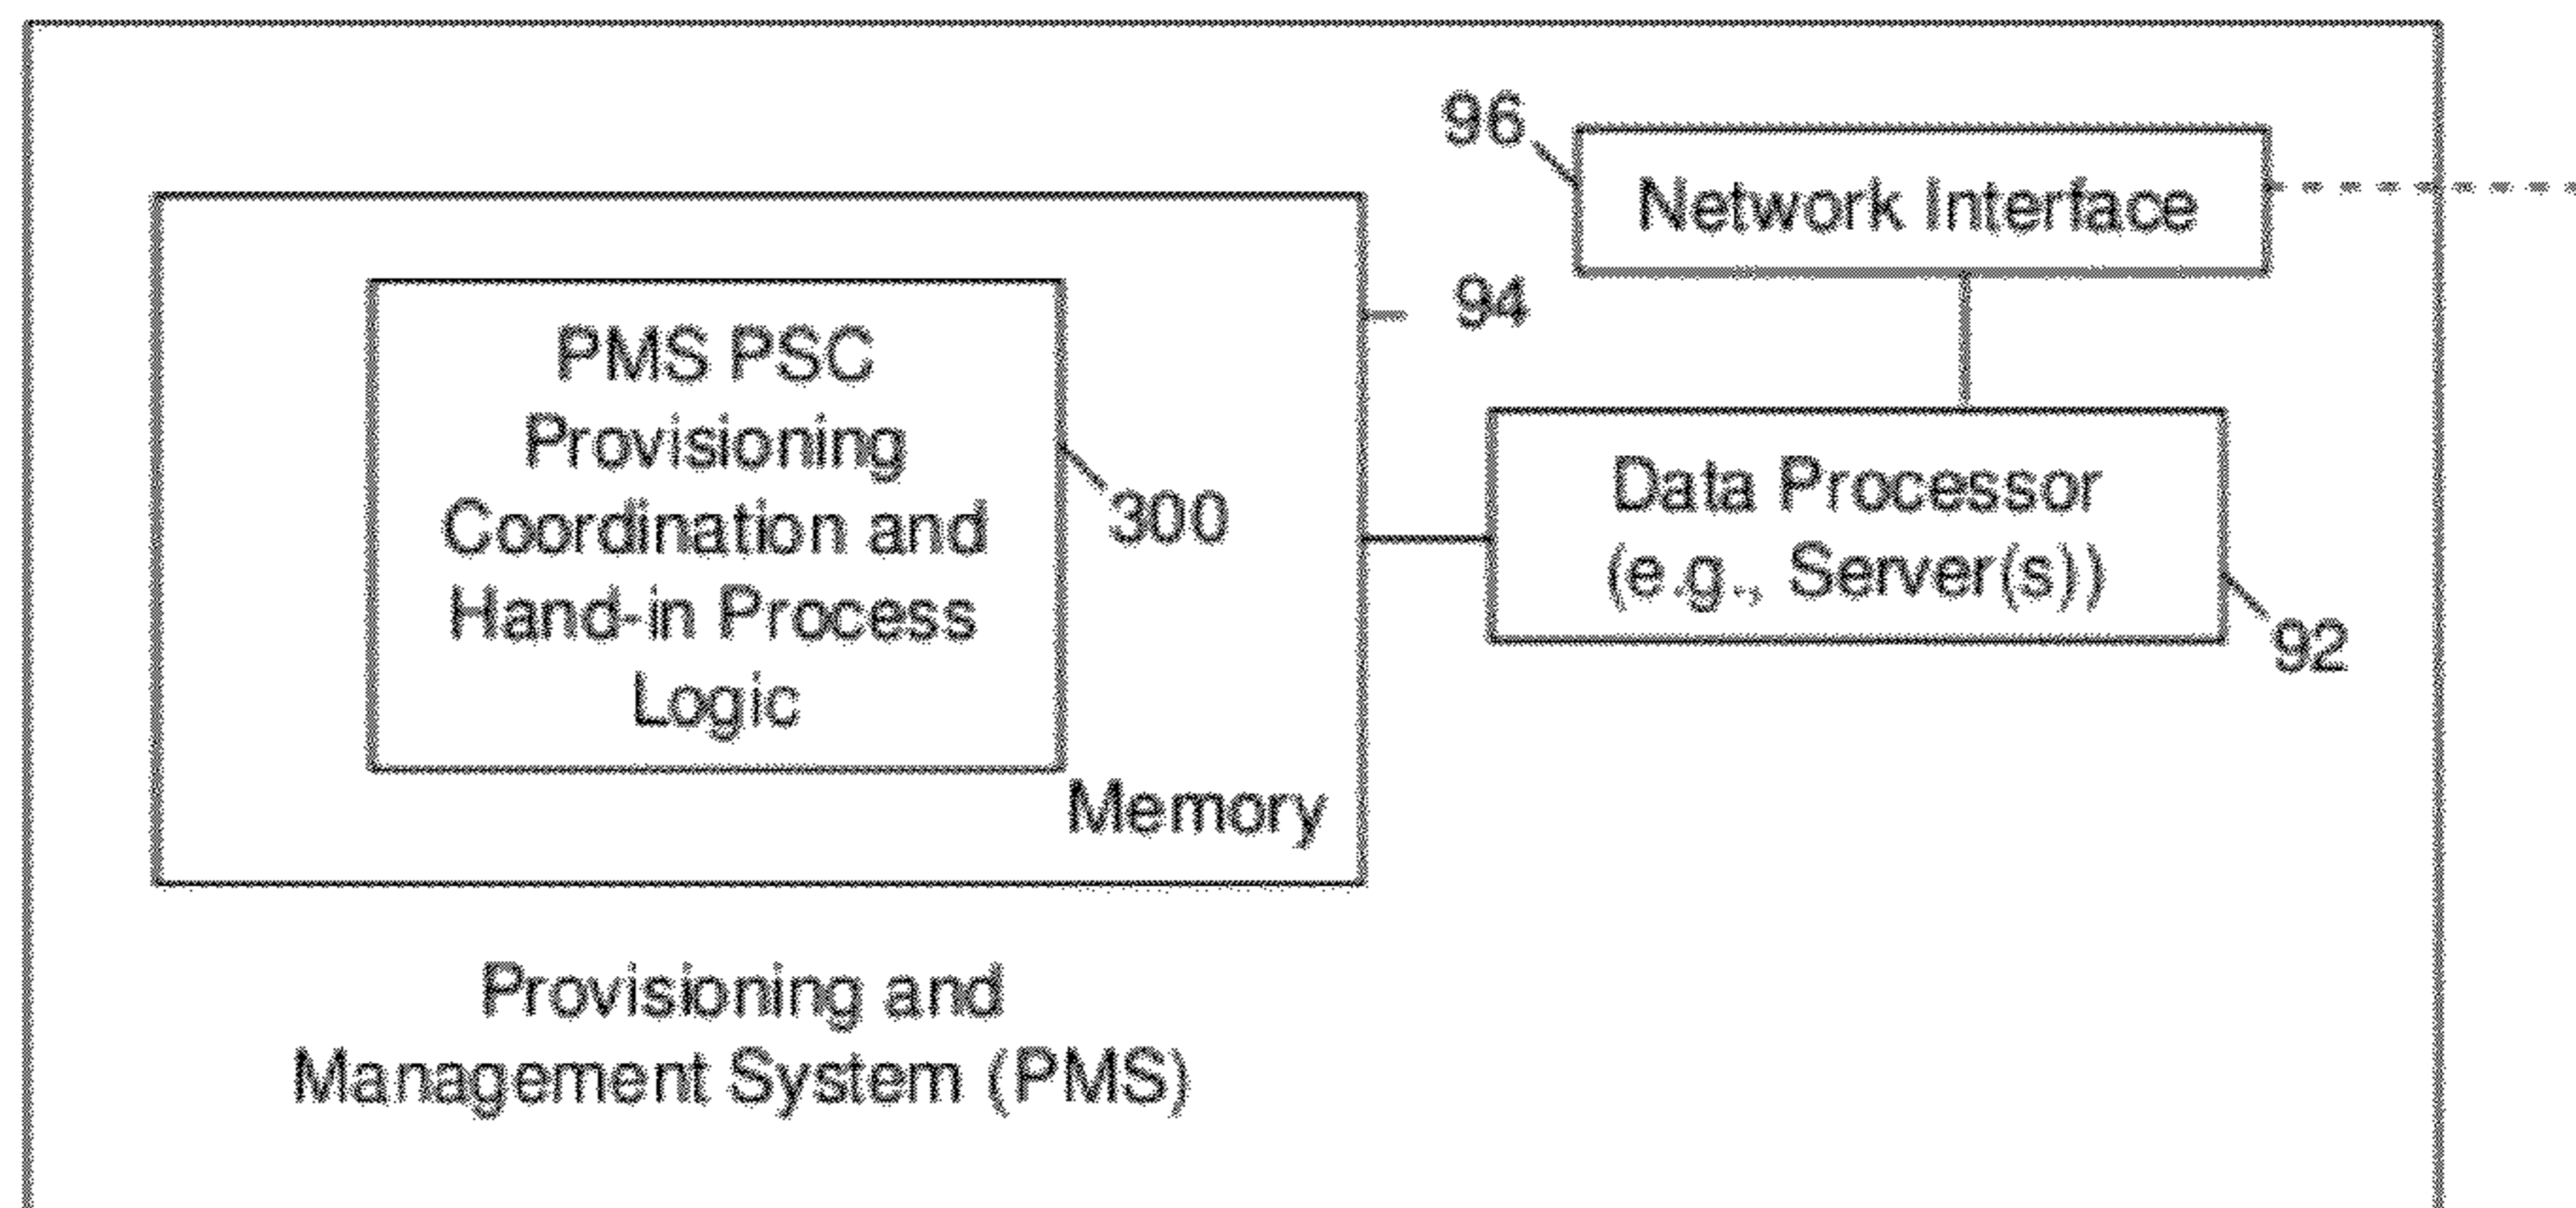 96
Network Interface
94
PMS PSC
Provisioning
Coordination and
Hand-in Process
Logic
300
Data Processor
(e.g., Server(s))
92
Memory
Provisioning and
Management System (PMS)